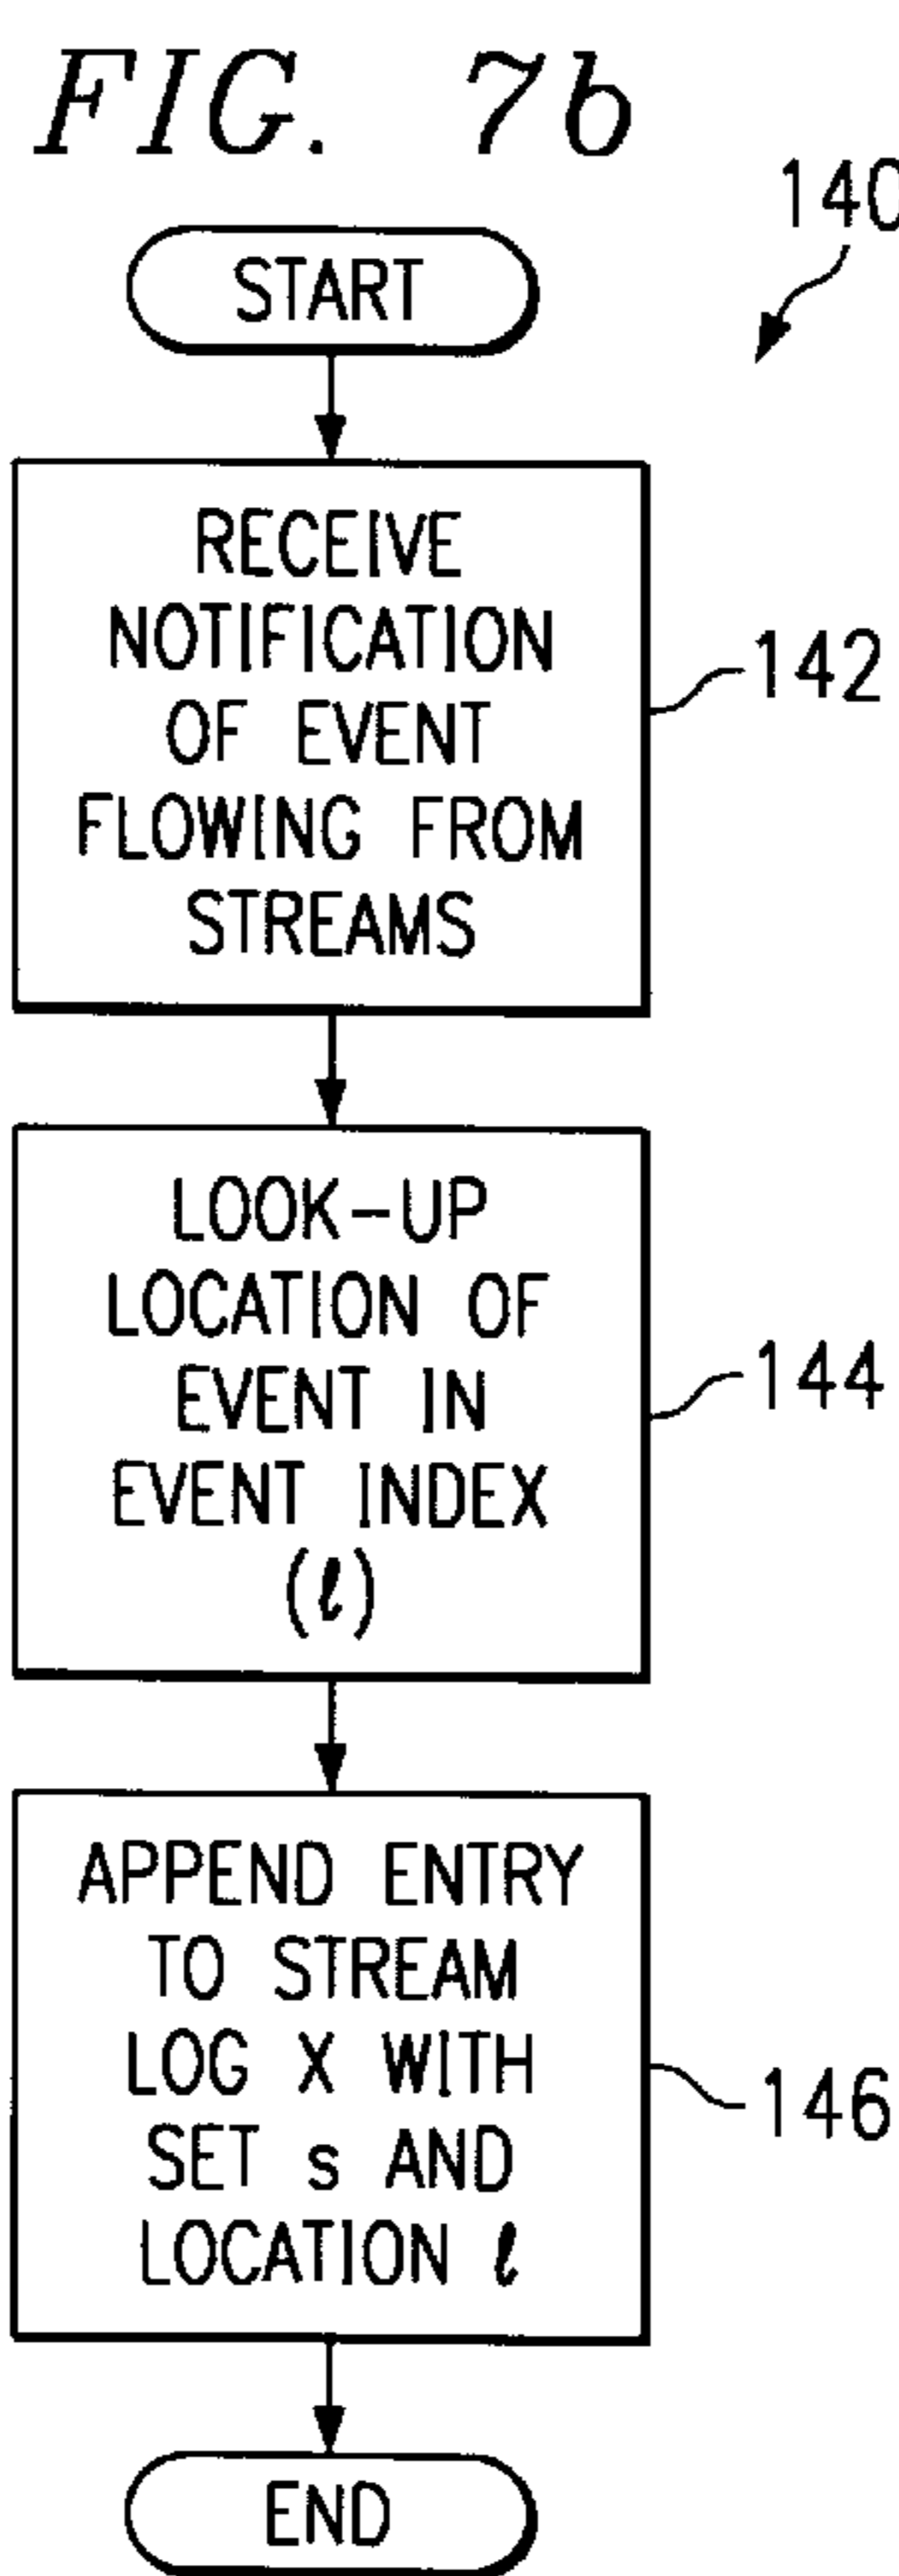 FIG. 7b
140
START
RECEIVE
NOTIFICATION
OF EVENT
FLOWING FROM
STREAMS
142
LOOK-UP
LOCATION OF
EVENT IN
EVENT INDEX
(ℓ)
144
APPEND ENTRY
TO STREAM
LOG X WITH
SET s AND
LOCATION ℓ
146
END